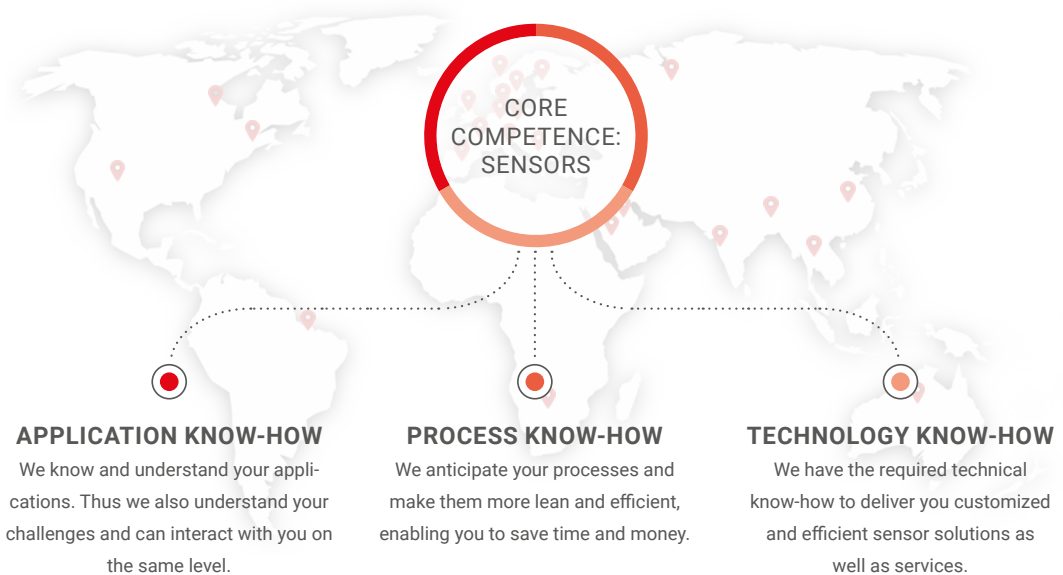 CORE
COMPETENCE:
SENSORS
APPLICATION KNOW-HOW
We know and understand your appli-
cations. Thus we also understand your
challenges and can interact with you on
the same level.
PROCESS KNOW-HOW
We anticipate your processes and
make them more lean and efficient,
enabling you to save time and money.
TECHNOLOGY KNOW-HOW
We have the required technical
know-how to deliver you customized
and efficient sensor solutions as
well as services.